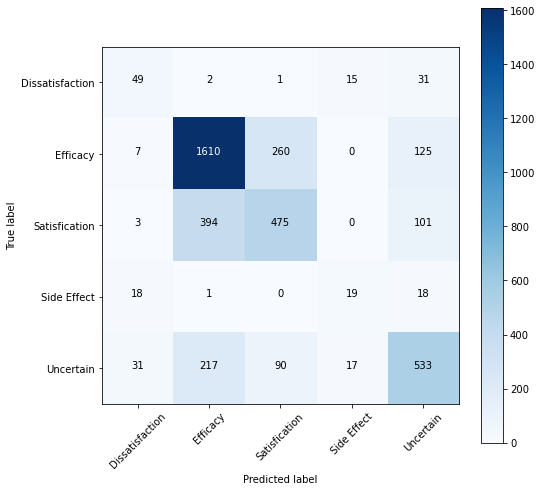 Dissatisfaction 49 2 1 15 31
Efficacy 7 1610 260 0 125
Satisfication 3 394 475 0 101
Side Effect 18 1 0 19 18
Uncertain 31 217 90 17 533
Dissatisfaction Efficacy Satisfication Side Effect Uncertain
True label
Predicted label
1600
1400
1200
1000
800
600
400
200
0